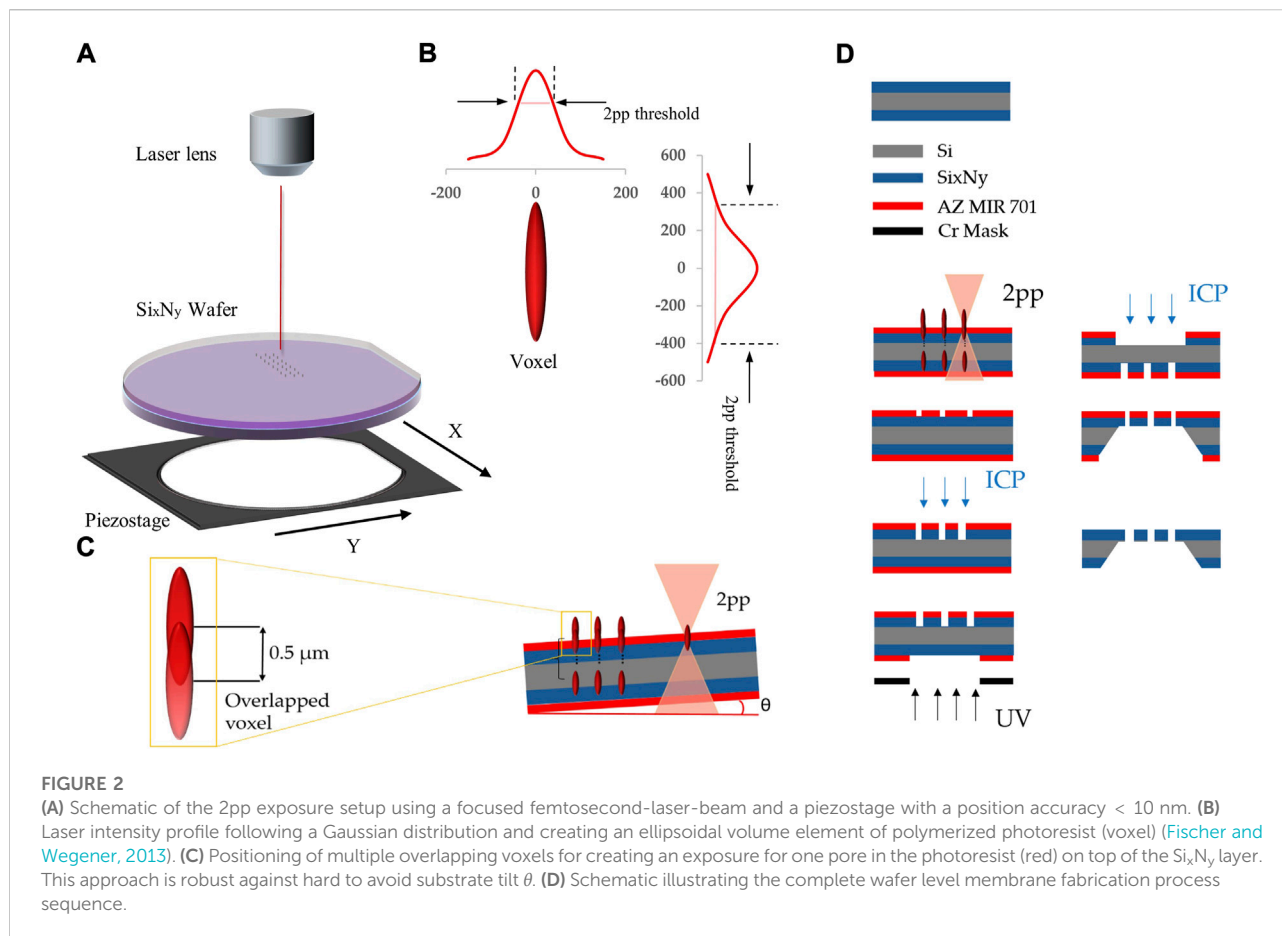 A
Laser lens
SixNy Wafer
X
Piezostage
Y
B
2pp threshold
-200
0
200
Voxel
600
400
200
0
-200
-400
-600
2pp threshold
C
0.5 μm
Overlapped
voxel
2pp
θ
D
Si
SixNy
AZ MIR 701
Cr Mask
2pp
ICP
ICP
UV
FIGURE 2
(A) Schematic of the 2pp exposure setup using a focused femtosecond-laser-beam and a piezostage with a position accuracy < 10 nm. (B)
Laser intensity profile following a Gaussian distribution and creating an ellipsoidal volume element of polymerized photoresist (voxel) (Fischer and
Wegener, 2013). (C) Positioning of multiple overlapping voxels for creating an exposure for one pore in the photoresist (red) on top of the SixNy layer.
This approach is robust against hard to avoid substrate tilt θ. (D) Schematic illustrating the complete wafer level membrane fabrication process
sequence.